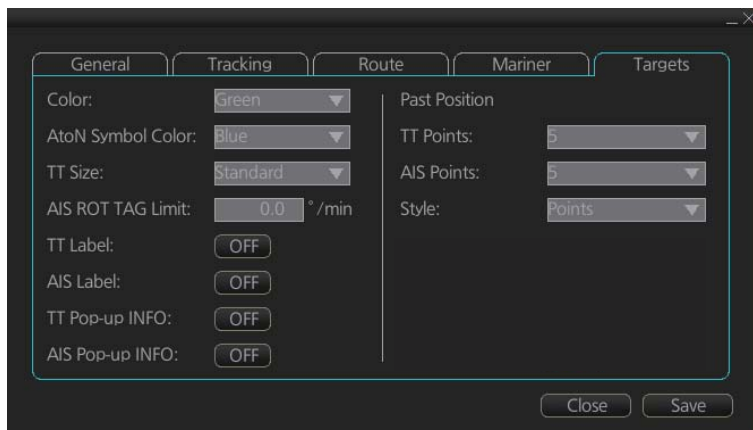 General Tracking Route Mariner Targets
Color: Green
AtoN Symbol Color: Blue
TT Size: Standard
AIS ROT TAG Limit: 0.0 °/min
TT Label: OFF
AIS Label: OFF
TT Pop-up INFO: OFF
AIS Pop-up INFO: OFF
Past Position
TT Points: 5
AIS Points: 5
Style: Points
Close Save